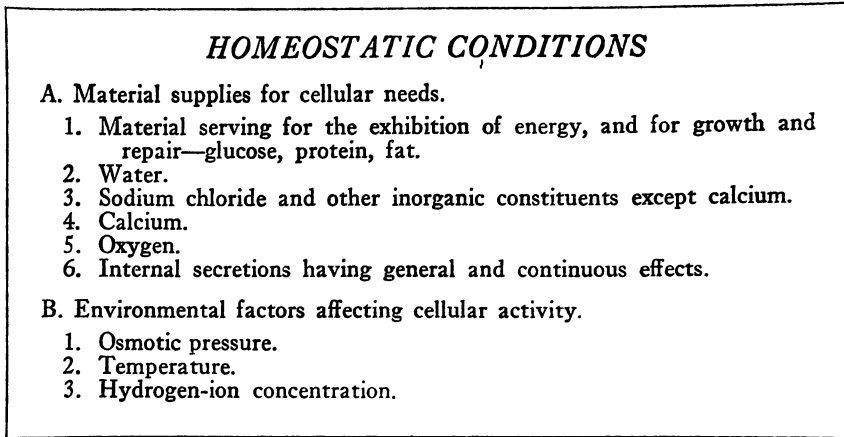 HOMEOSTATIC CONDITIONS
A. Material supplies for cellular needs.
1. Material serving for the exhibition of energy, and for growth and
repair—glucose, protein, fat.
2. Water.
3. Sodium chloride and other inorganic constituents except calcium.
4. Calcium.
5. Oxygen.
6. Internal secretions having general and continuous effects.
B. Environmental factors affecting cellular activity.
1. Osmotic pressure.
2. Temperature.
3. Hydrogen-ion concentration.